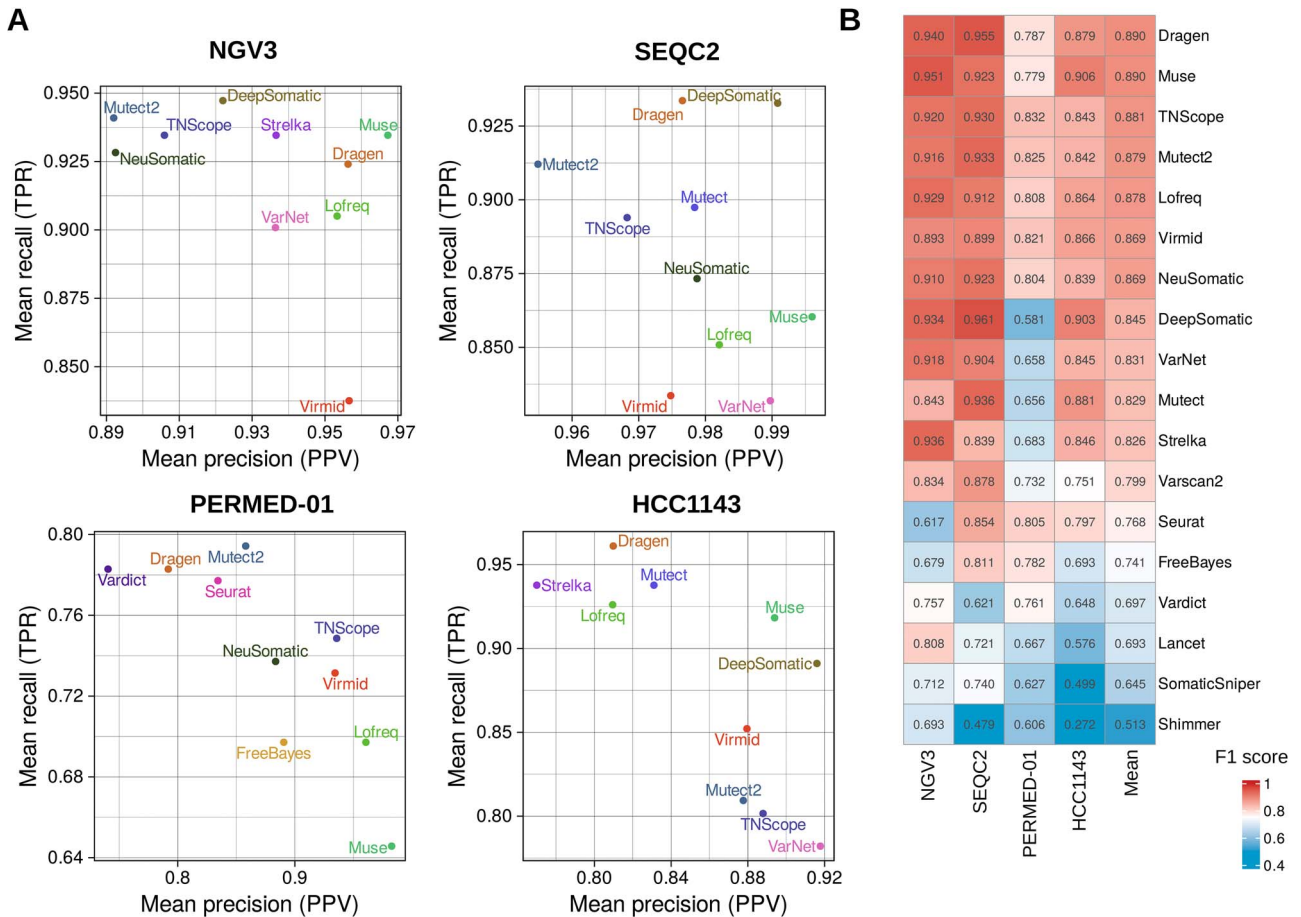 A
NGV3
0.950
0.925
0.900
0.875
0.850
Mean recall (TPR)
Mutect2
DeepSomatic
TNScope
Strelka
Muse
NeuSomatic
Dragen
Lofreq
VarNet
Virmid
0.89 0.91 0.93 0.95 0.97
Mean precision (PPV)
SEQC2
0.925
0.900
0.875
0.850
Mean recall (TPR)
DeepSomatic
Dragen
Mutect2
Mutect
TNScope
NeuSomatic
Muse
Lofreq
Virmid
VarNet
0.96 0.97 0.98 0.99
Mean precision (PPV)
PERMED-01
0.80
0.76
0.72
0.68
0.64
Mean recall (TPR)
Dragen
Mutect2
Vardict
Seurat
TNScope
NeuSomatic
Virmid
Lofreq
FreeBayes
Muse
0.8 0.9
Mean precision (PPV)
HCC1143
0.95
0.90
0.85
0.80
Mean recall (TPR)
Dragen
Strelka
Mutect
Lofreq
Muse
DeepSomatic
Virmid
Mutect2
TNScope
VarNet
0.80 0.84 0.88 0.92
Mean precision (PPV)
B
0.940 0.955 0.787 0.879 0.890 Dragen
0.951 0.923 0.779 0.906 0.890 Muse
0.920 0.930 0.832 0.843 0.881 TNScope
0.916 0.933 0.825 0.842 0.879 Mutect2
0.929 0.912 0.808 0.864 0.878 Lofreq
0.893 0.899 0.821 0.866 0.869 Virmid
0.910 0.923 0.804 0.839 0.869 NeuSomatic
0.934 0.961 0.581 0.903 0.845 DeepSomatic
0.918 0.904 0.658 0.845 0.831 VarNet
0.843 0.936 0.656 0.881 0.829 Mutect
0.936 0.839 0.683 0.846 0.826 Strelka
0.834 0.878 0.732 0.751 0.799 Varscan2
0.617 0.854 0.805 0.797 0.768 Seurat
0.679 0.811 0.782 0.693 0.741 FreeBayes
0.757 0.621 0.761 0.648 0.697 Vardict
0.808 0.721 0.667 0.576 0.693 Lancet
0.712 0.740 0.627 0.499 0.645 SomaticSniper
0.693 0.479 0.606 0.272 0.513 Shimmer
NGV3 SEQC2 PERMED-01 HCC1143 Mean
F1 score
1
0.8
0.6
0.4